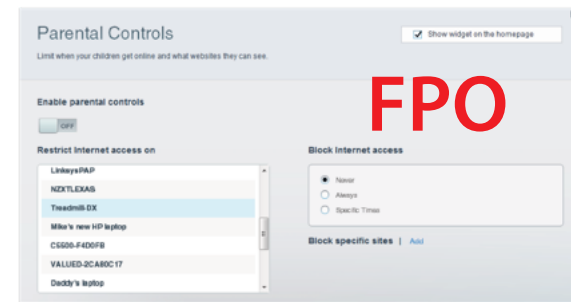 Parental Controls
Show widget on the homepage
Limit when your children get online and what websites they can see.
FPO
Enable parental controls
OFF
Restrict Internet access on
Block Internet access
LinksysPAP
NZXTLEXAS
Treadmill-DX
Mike's new HP laptop
C5500-F4D0FB
VALUED-2CA80C17
Daddy's laptop
Never
Always
Specific Times
Block specific sites | Add